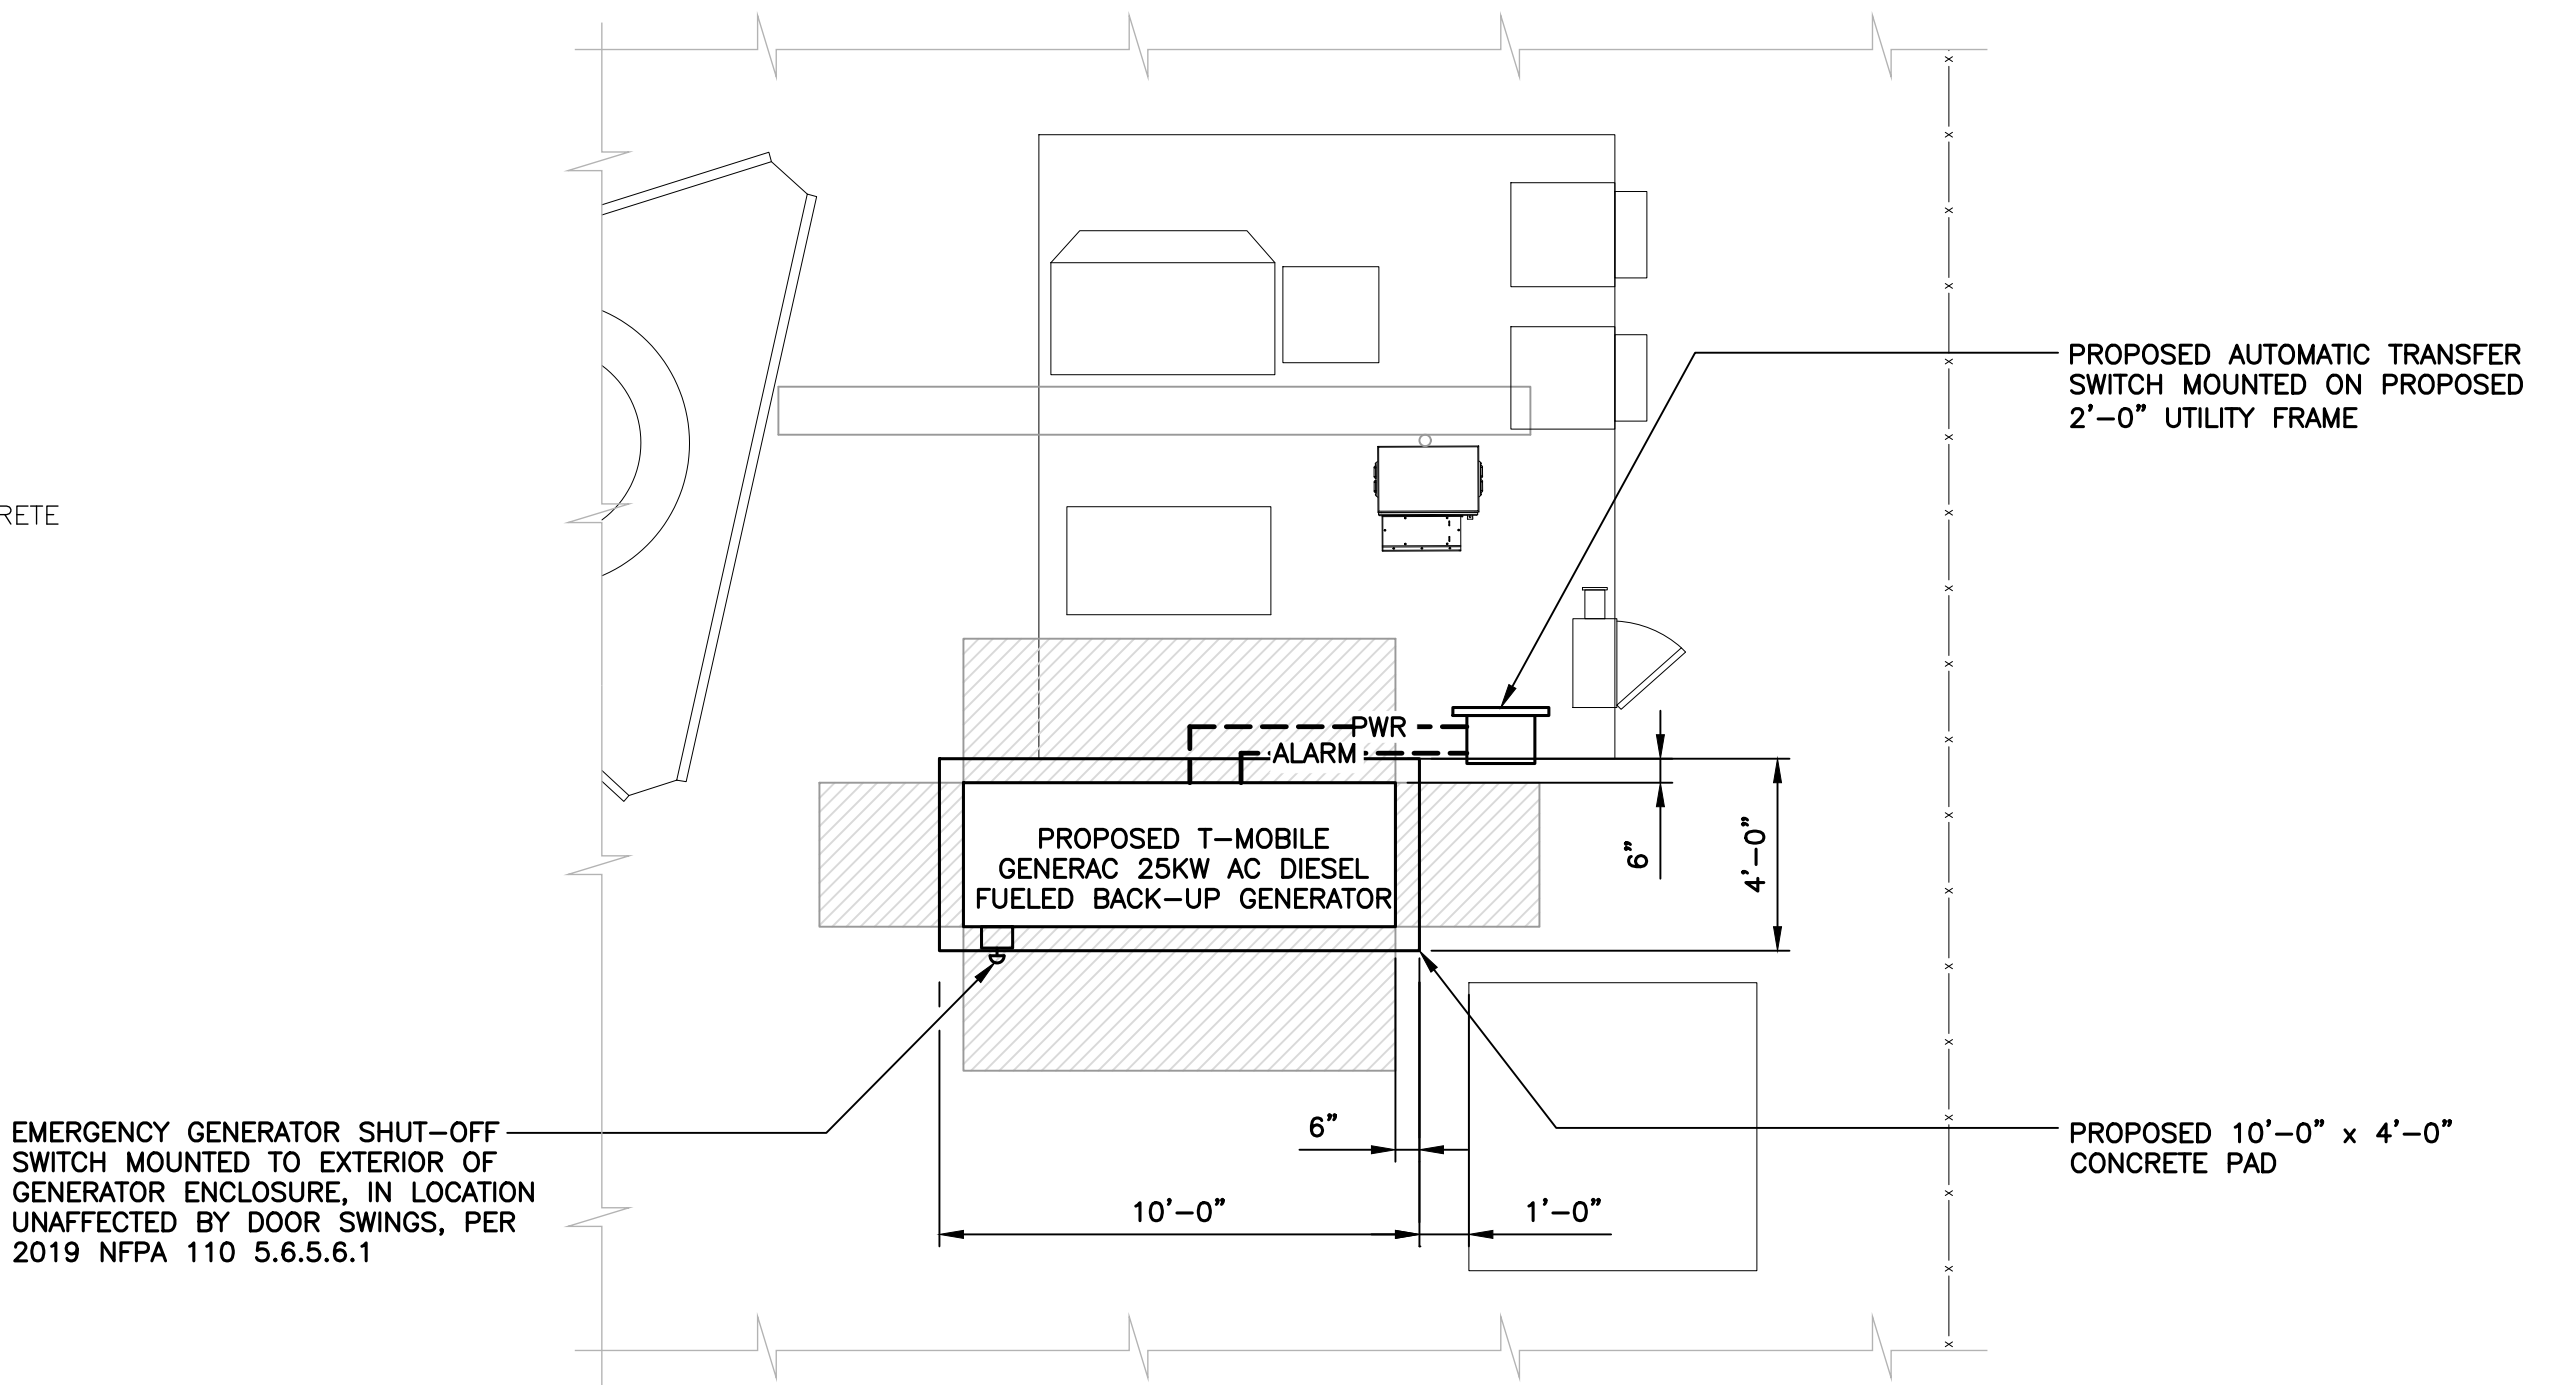 RETE
PROPOSED AUTOMATIC TRANSFER
SWITCH MOUNTED ON PROPOSED
2'-0" UTILITY FRAME
PWR
ALARM
PROPOSED T-MOBILE
GENERAC 25KW AC DIESEL
FUELED BACK-UP GENERATOR
6"
4'-0"
EMERGENCY GENERATOR SHUT-OFF
SWITCH MOUNTED TO EXTERIOR OF
GENERATOR ENCLOSURE, IN LOCATION
UNAFFECTED BY DOOR SWINGS, PER
2019 NFPA 110 5.6.5.6.1
6"
10'-0"
1'-0"
PROPOSED 10'-0" x 4'-0"
CONCRETE PAD